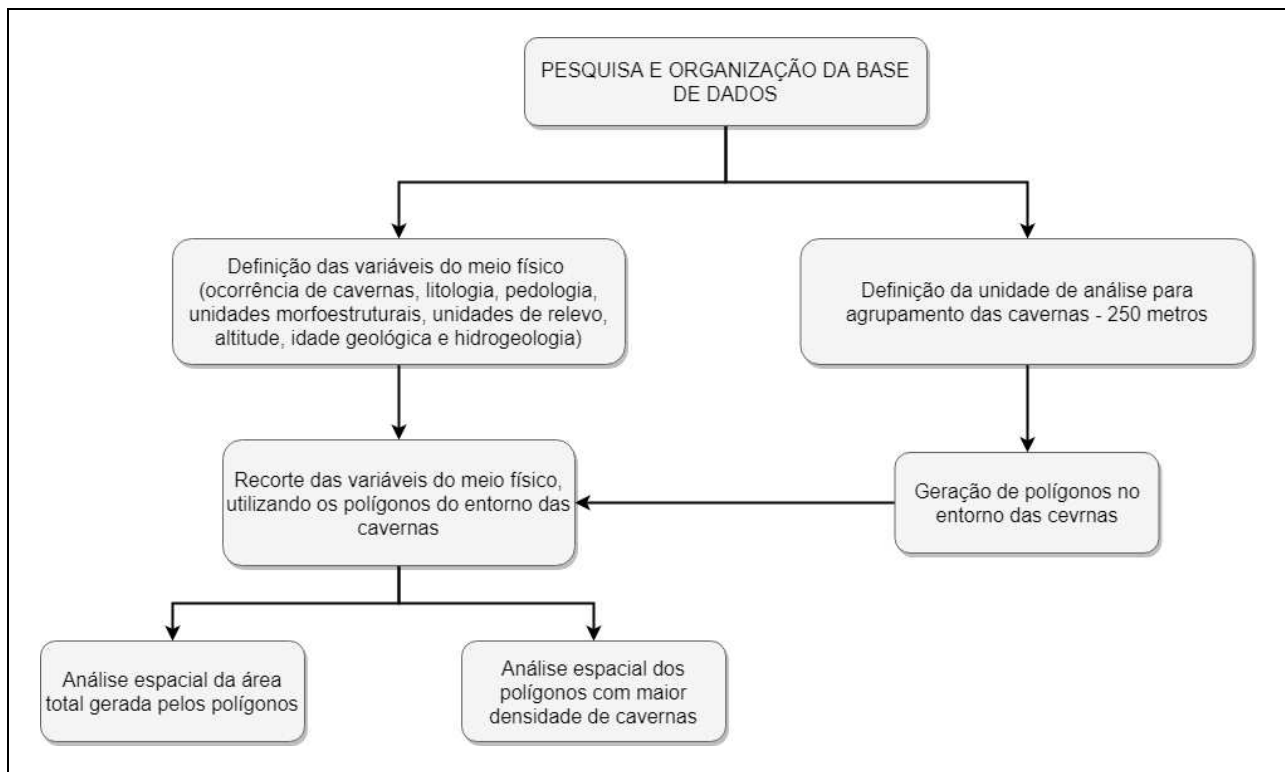 PESQUISA E ORGANIZAÇÃO DA BASE
DE DADOS
Definição das variáveis do meio físico
(ocorrência de cavernas, litologia, pedologia,
unidades morfoestruturais, unidades de relevo,
altitude, idade geológica e hidrogeologia)
Definição da unidade de análise para
agrupamento das cavernas - 250 metros
Recorte das variáveis do meio físico,
utilizando os polígonos do entorno das
cavernas
Geração de polígonos no
entorno das cevrnas
Análise espacial da área
total gerada pelos polígonos
Análise espacial dos
polígonos com maior
densidade de cavernas